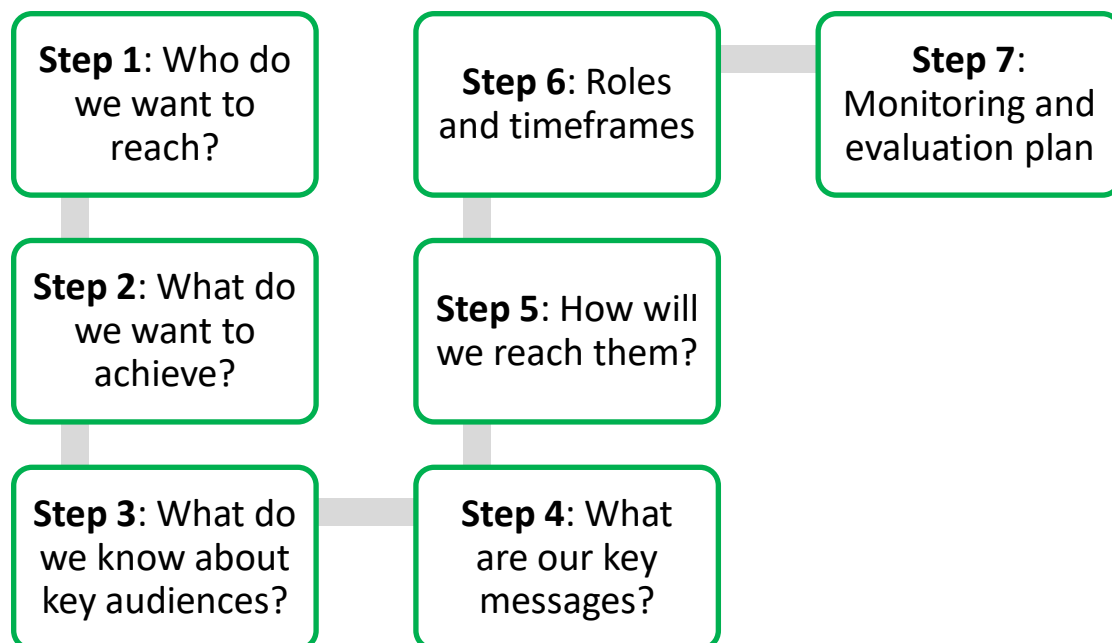 Step 1: Who do
we want to
reach?
Step 2: What do
we want to
achieve?
Step 3: What do
we know about
key audiences?
Step 4: What
are our key
messages?
Step 5: How will
we reach them?
Step 6: Roles
and timeframes
Step 7:
Monitoring and
evaluation plan